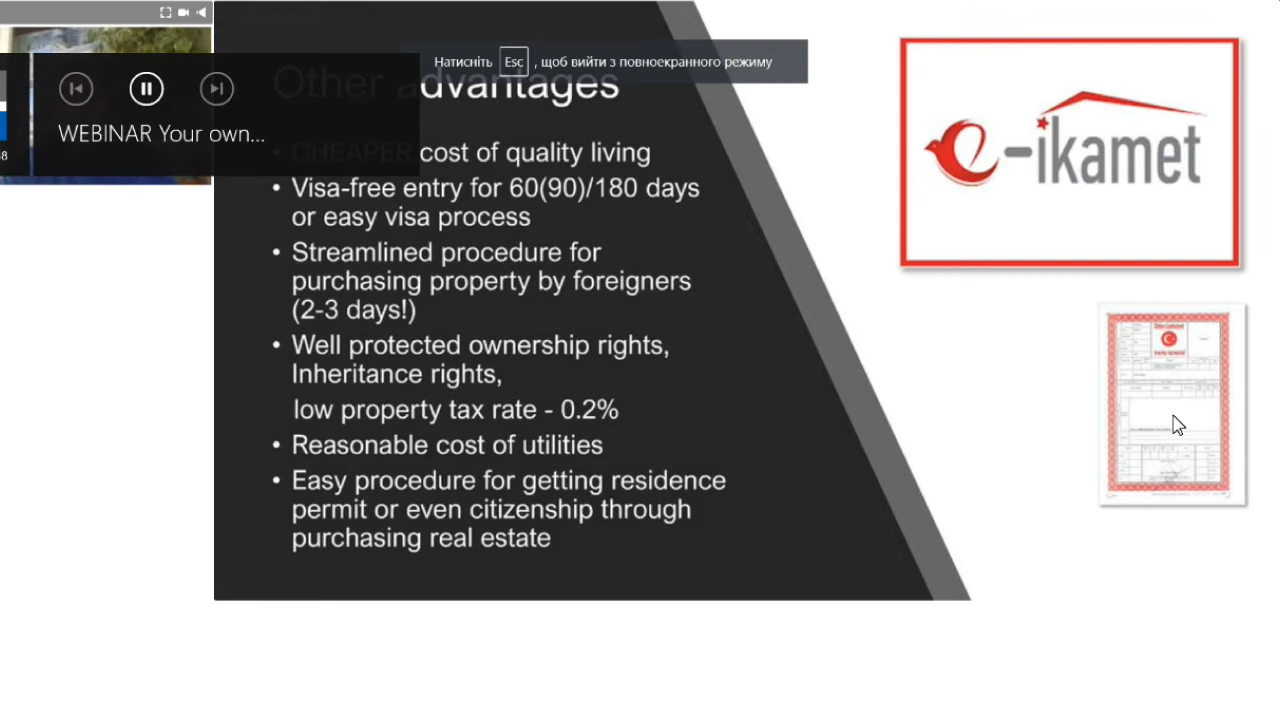 Натисніть Esc , щоб вийти з повноекранного режиму
Other advantages
WEBINAR Your own...
• CHEAPER cost of quality living
• Visa-free entry for 60(90)/180 days
or easy visa process
• Streamlined procedure for
purchasing property by foreigners
(2-3 days!)
• Well protected ownership rights,
Inheritance rights,
low property tax rate - 0.2%
• Reasonable cost of utilities
• Easy procedure for getting residence
permit or even citizenship through
purchasing real estate
e-ikamet